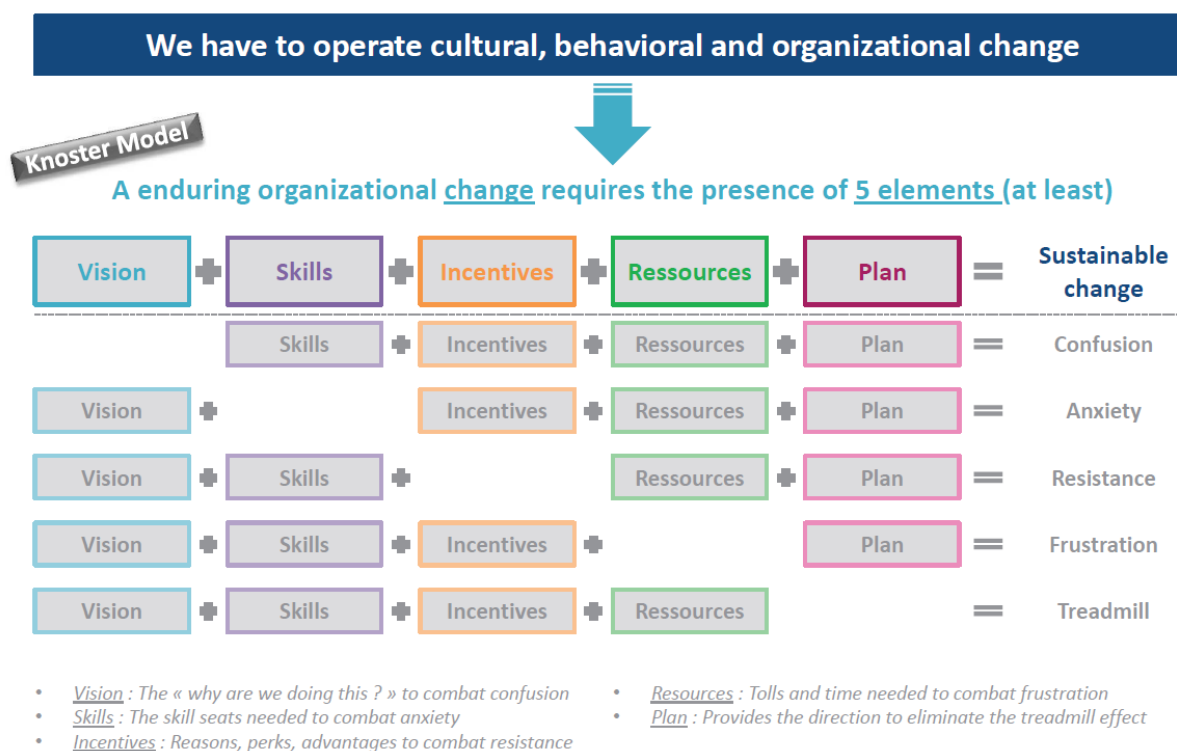 We have to operate cultural, behavioral and organizational change
Knoster Model
A enduring organizational change requires the presence of 5 elements (at least)
Vision + Skills + Incentives + Ressources + Plan = Sustainable change
Skills + Incentives + Ressources + Plan = Confusion
Vision + Incentives + Ressources + Plan = Anxiety
Vision + Skills + Ressources + Plan = Resistance
Vision + Skills + Incentives + Plan = Frustration
Vision + Skills + Incentives + Ressources = Treadmill
• Vision : The « why are we doing this ? » to combat confusion
• Skills : The skill seats needed to combat anxiety
• Incentives : Reasons, perks, advantages to combat resistance
• Resources : Tolls and time needed to combat frustration
• Plan : Provides the direction to eliminate the treadmill effect